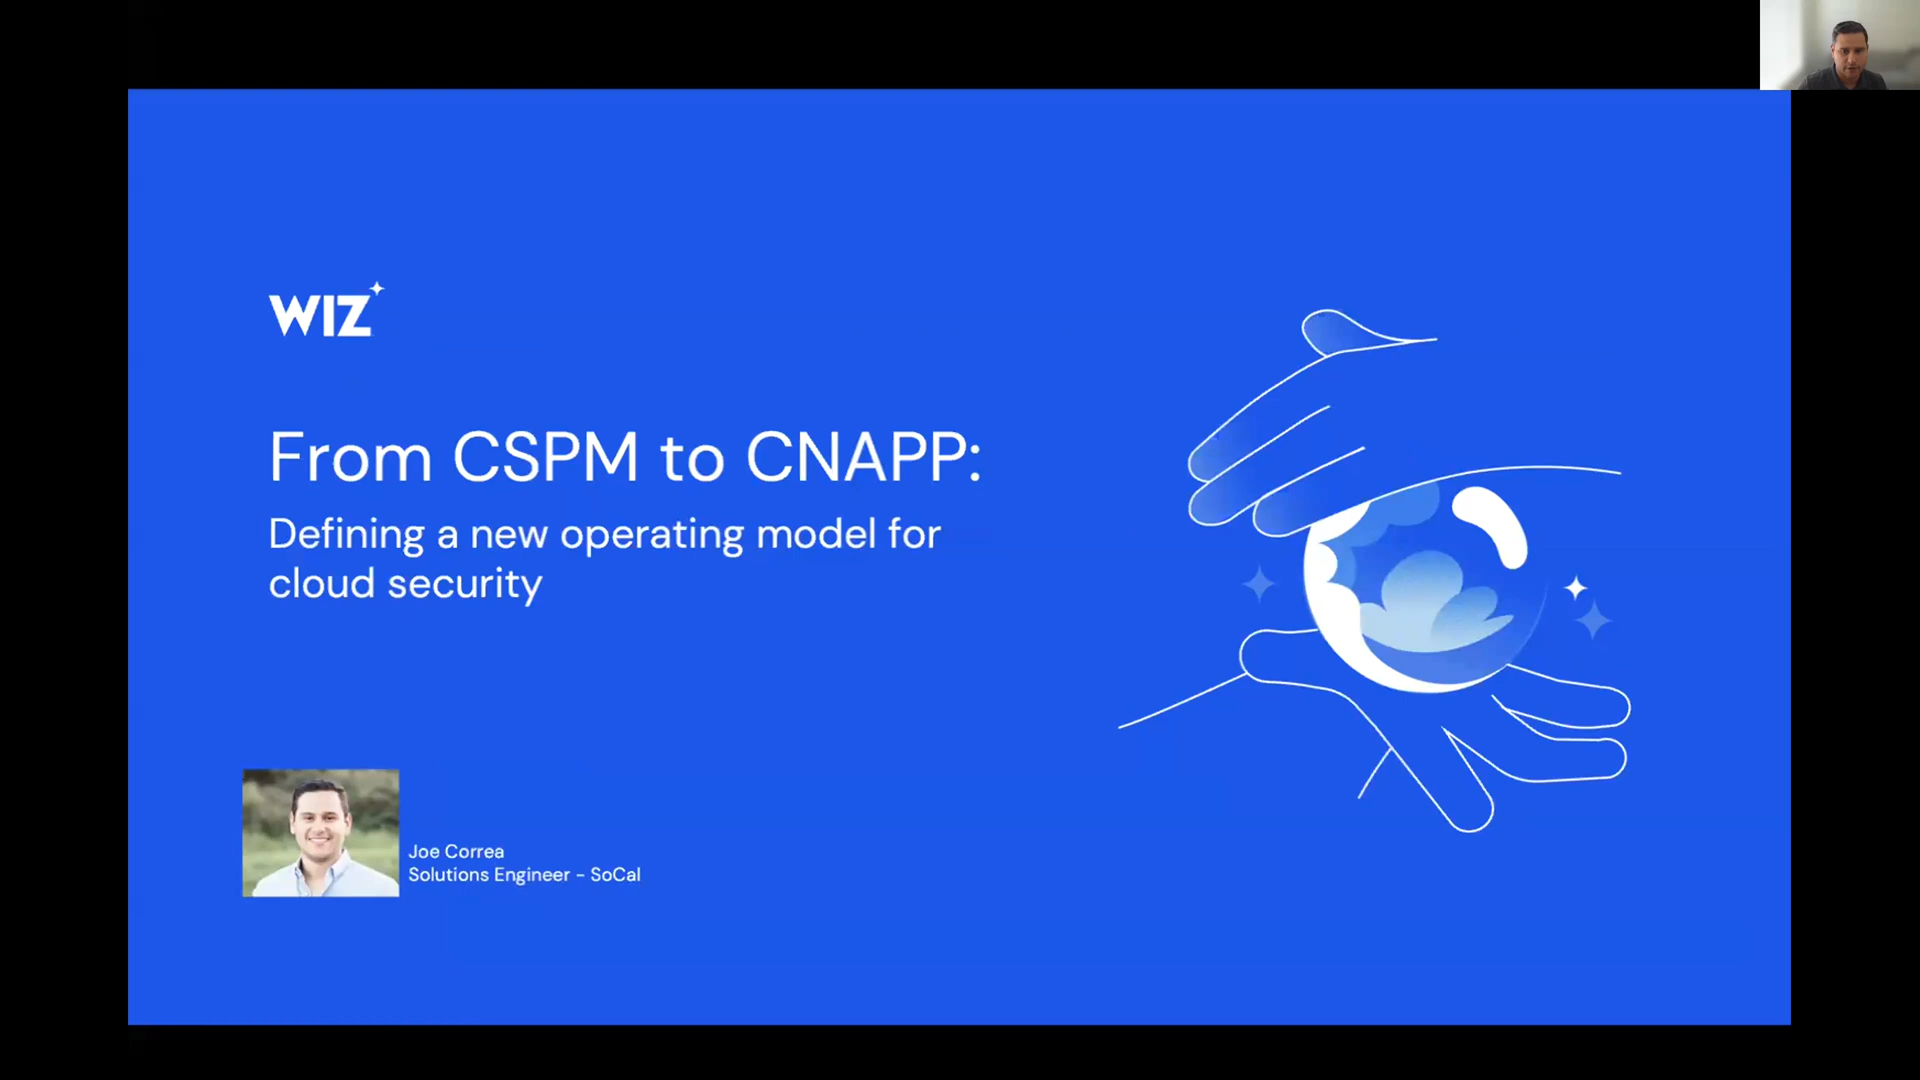 WIZ
From CSPM to CNAPP:
Defining a new operating model for
cloud security
Joe Correa
Solutions Engineer - SoCal